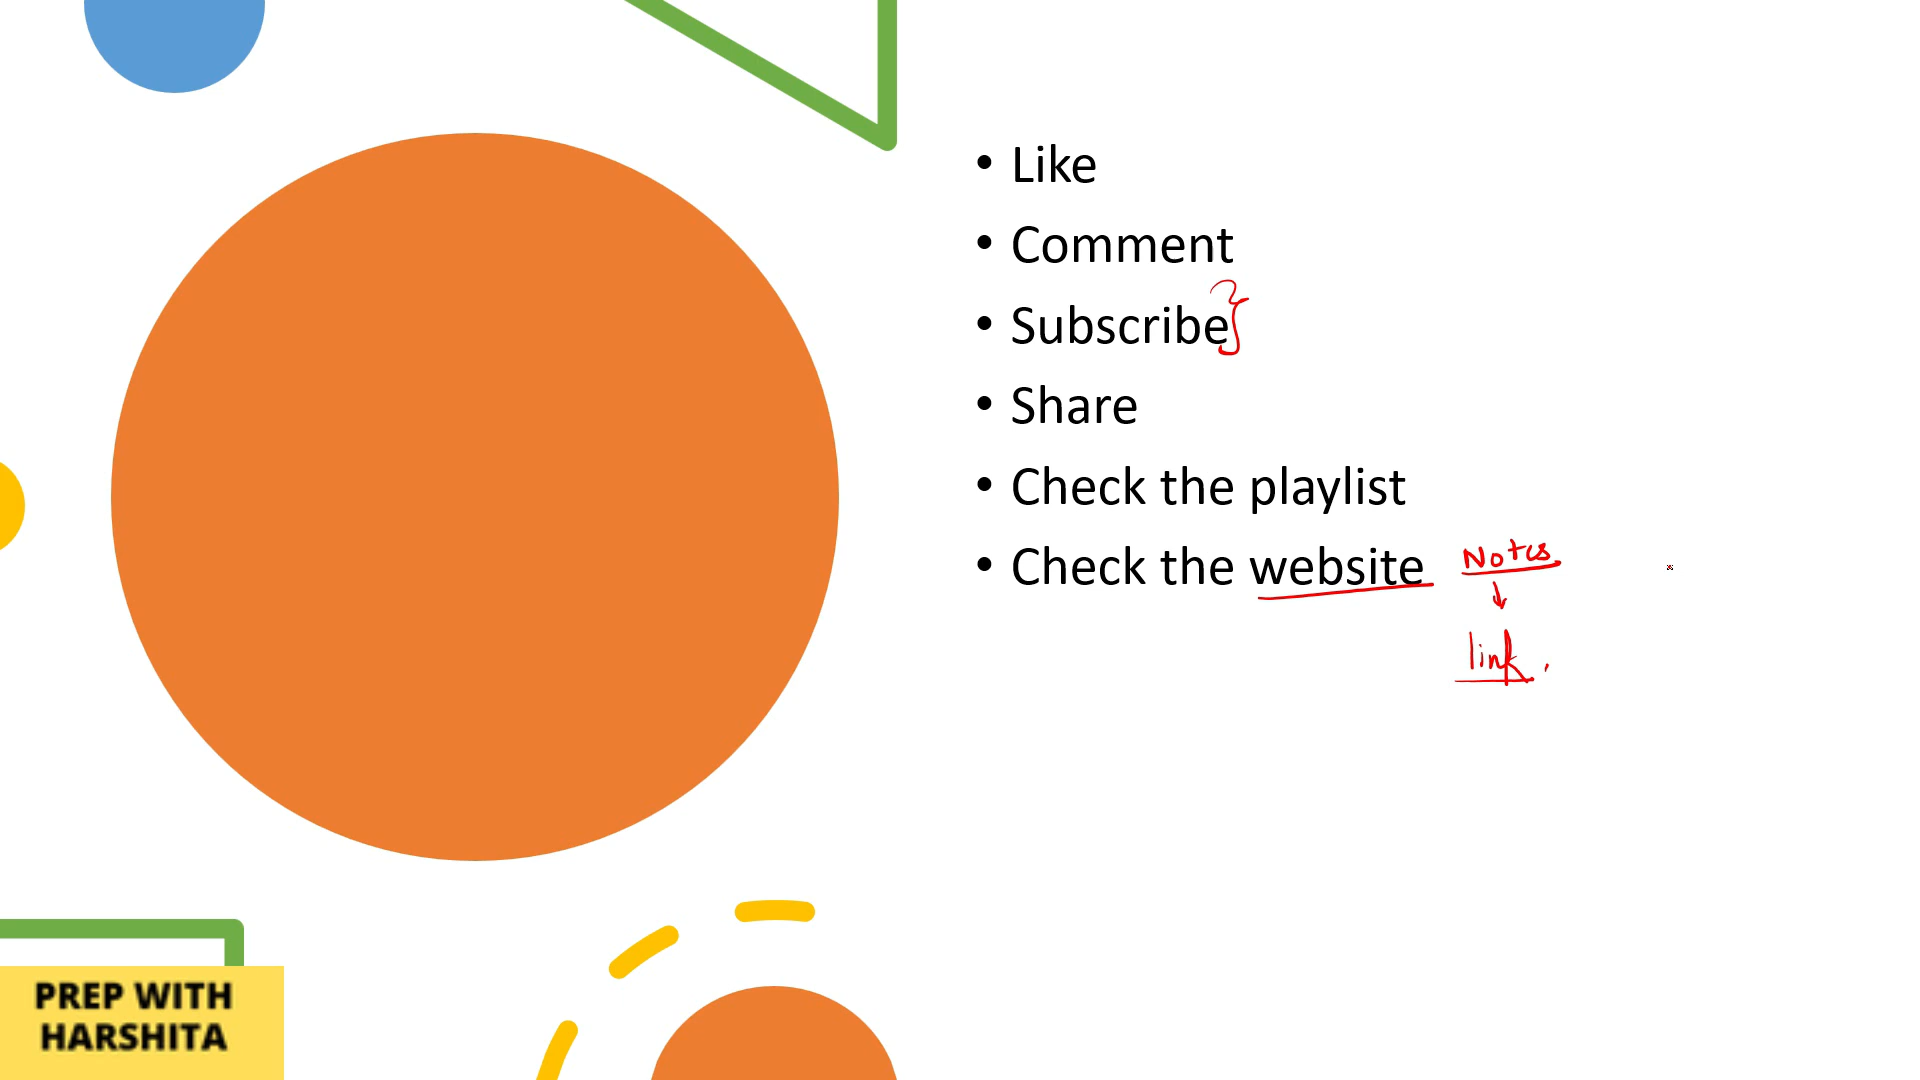 • Like
• Comment
• Subscribe
• Share
• Check the playlist
• Check the website Notes
link
PREP WITH
HARSHITA